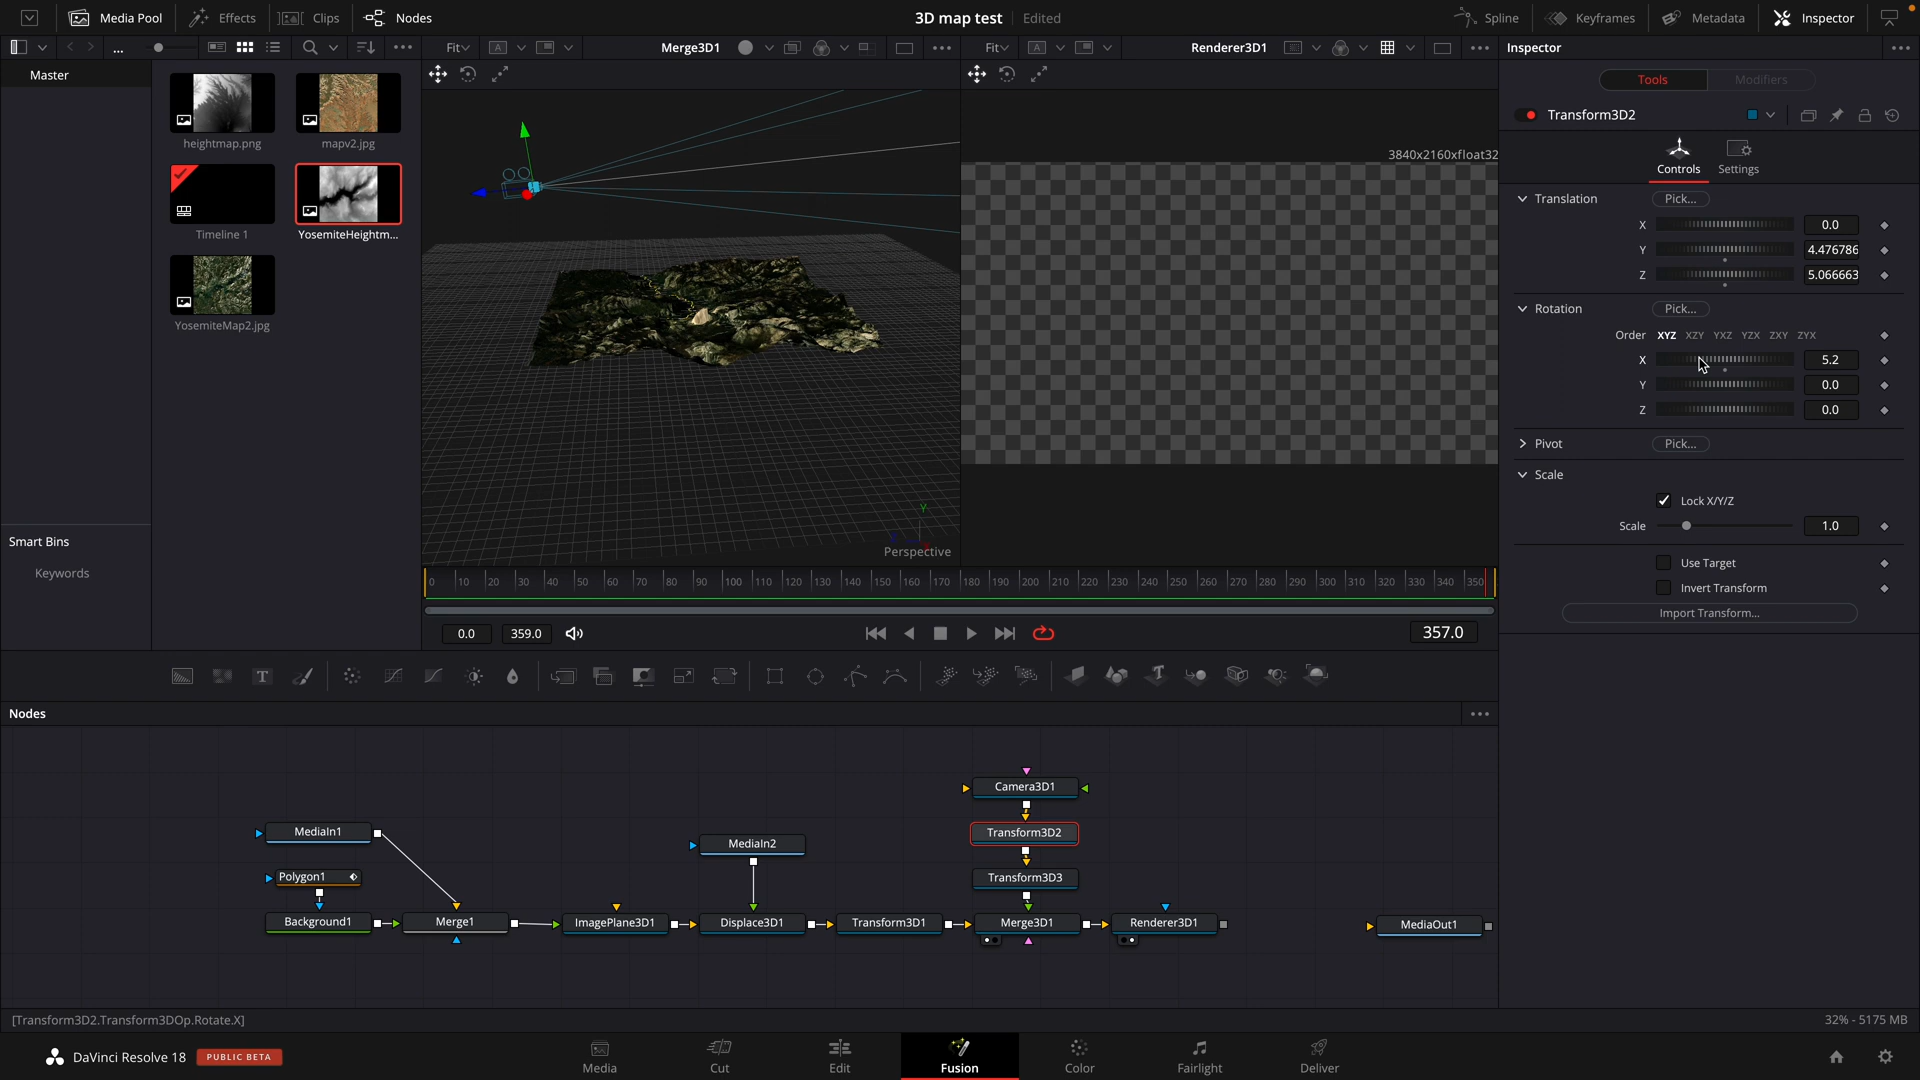 Media Pool
Effects
Clips
Nodes
3D map test
Edited
Spline
Keyframes
Metadata
Inspector
...
Fit
A
Merge3D1
Fit
A
Renderer3D1
Inspector
Master
heightmap.png
mapv2.jpg
Timeline 1
YosemiteHeightm...
YosemiteMap2.jpg
Smart Bins
Keywords
3840x2160xfloat32
Y
Perspective
Tools
Modifiers
Transform3D2
Controls
Settings
Translation
Pick...
X
0.0
Y
4.476786
Z
5.066663
Rotation
Pick...
Order
XYZ
XZY
YXZ
YZX
ZXY
ZYX
X
5.2
Y
0.0
Z
0.0
Pivot
Pick...
Scale
Lock X/Y/Z
Scale
1.0
Use Target
Invert Transform
Import Transform...
0 10 20 30 40 50 60 70 80 90 100 110 120 130 140 150 160 170 180 190 200 210 220 230 240 250 260 270 280 290 300 310 320 330 340 350
0.0
359.0
357.0
T
Nodes
Camera3D1
MediaIn1
MediaIn2
Transform3D2
Polygon1
Transform3D3
Background1
Merge1
ImagePlane3D1
Displace3D1
Transform3D1
Merge3D1
Renderer3D1
MediaOut1
[Transform3D2.Transform3DOp.Rotate.X]
32% - 5175 MB
DaVinci Resolve 18
PUBLIC BETA
Media
Cut
Edit
Fusion
Color
Fairlight
Deliver